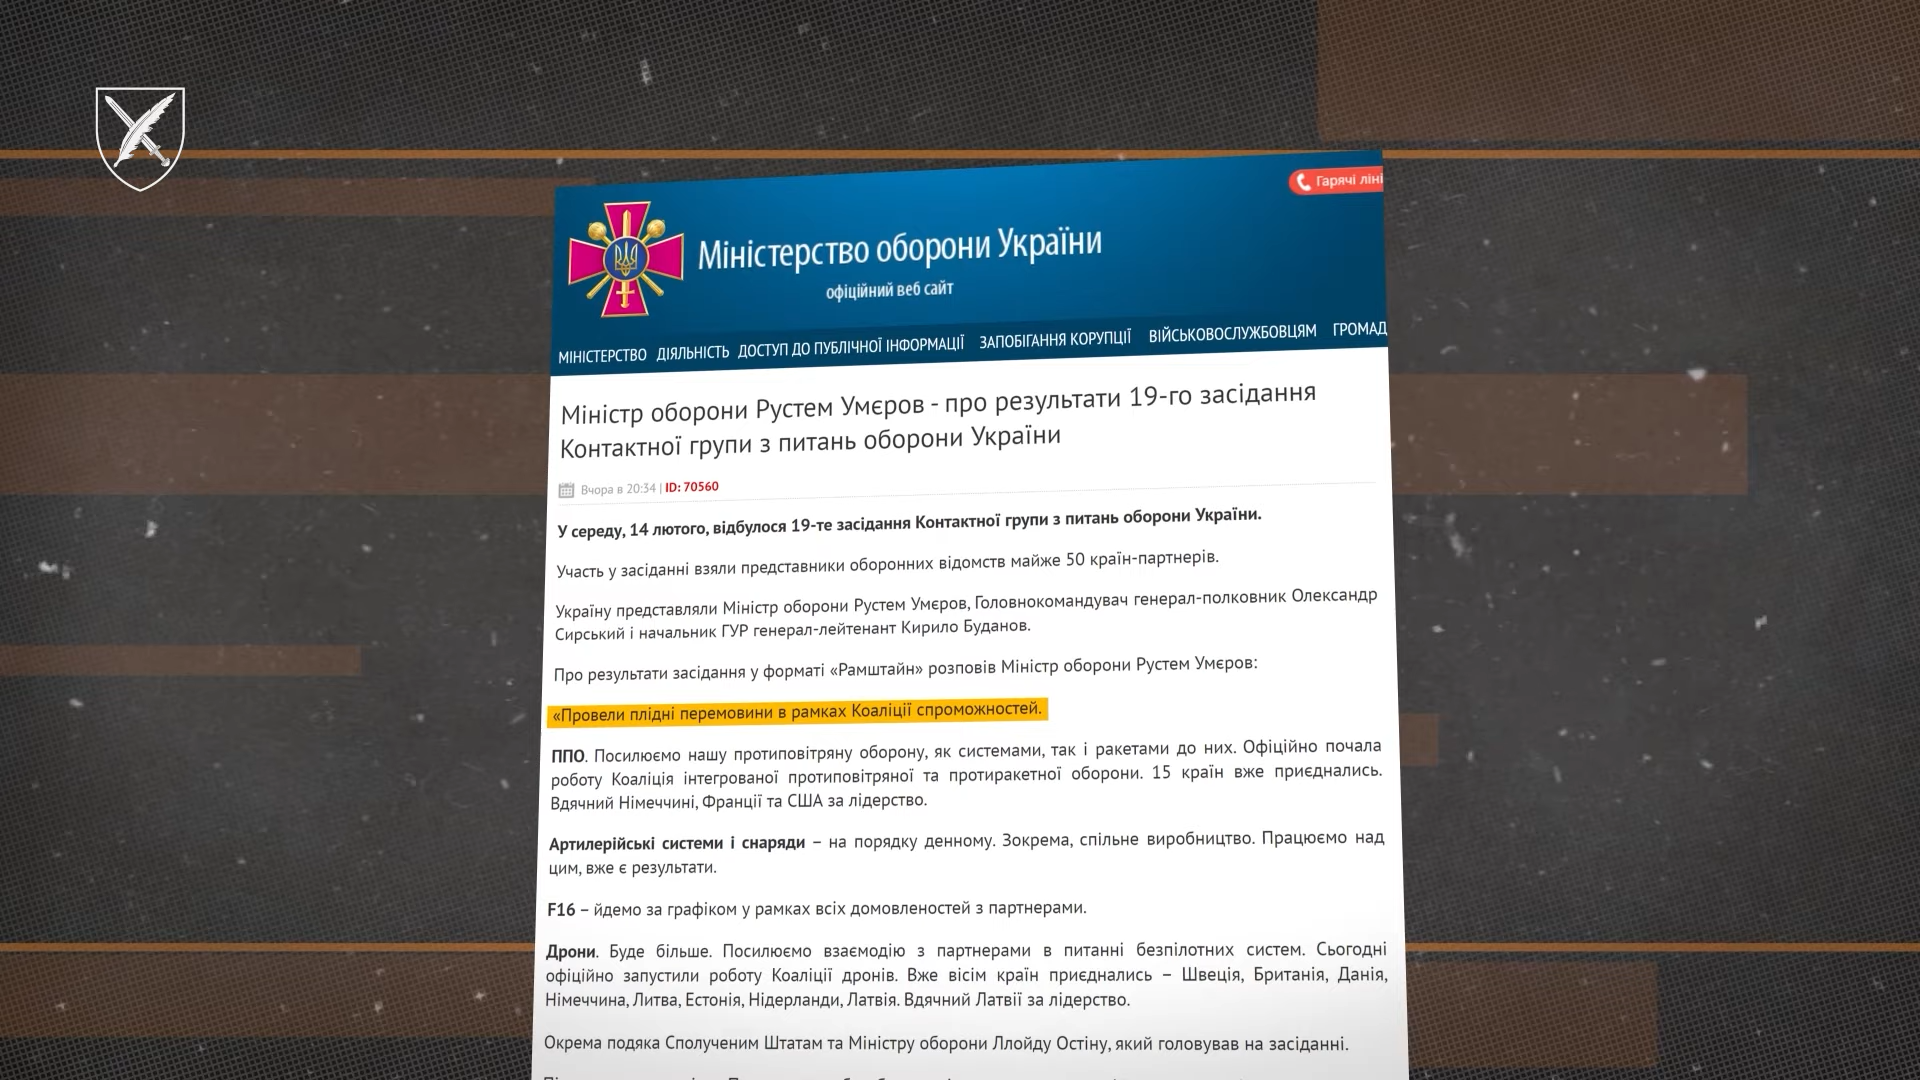 Гарячі ліні
Міністерство оборони України
офіційний веб сайт
МІНІСТЕРСТВО ДІЯЛЬНІСТЬ ДОСТУП ДО ПУБЛІЧНОЇ ІНФОРМАЦІЇ ЗАПОБІГАННЯ КОРУПЦІЇ ВІЙСЬКОВОСЛУЖБОВЦЯМ ГРОМАД
Міністр оборони Рустем Умєров - про результати 19-го засідання
Контактної групи з питань оборони України
Вчора в 20:34 | ID: 70560
У середу, 14 лютого, відбулося 19-те засідання Контактної групи з питань оборони України.
Участь у засіданні взяли представники оборонних відомств майже 50 країн-партнерів.
Україну представляли Міністр оборони Рустем Умєров, Головнокомандувач генерал-полковник Олександр
Сирський і начальник ГУР генерал-лейтенант Кирило Буданов.
Про результати засідання у форматі «Рамштайн» розповів Міністр оборони Рустем Умєров:
«Провели плідні перемовини в рамках Коаліції спроможностей.
ППО. Посилюємо нашу протиповітряну оборону, як системами, так і ракетами до них. Офіційно почала
роботу Коаліція інтегрованої протиповітряної та протиракетної оборони. 15 країн вже приєднались.
Вдячний Німеччині, Франції та США за лідерство.
Артилерійські системи і снаряди – на порядку денному. Зокрема, спільне виробництво. Працюємо над
цим, вже є результати.
F16 – йдемо за графіком у рамках всіх домовленостей з партнерами.
Дрони. Буде більше. Посилюємо взаємодію з партнерами в питанні безпілотних систем. Сьогодні
офіційно запустили роботу Коаліції дронів. Вже вісім країн приєднались – Швеція, Британія, Данія,
Німеччина, Литва, Естонія, Нідерланди, Латвія. Вдячний Латвії за лідерство.
Окрема подяка Сполученим Штатам та Міністру оборони Ллойду Остіну, який головував на засіданні.